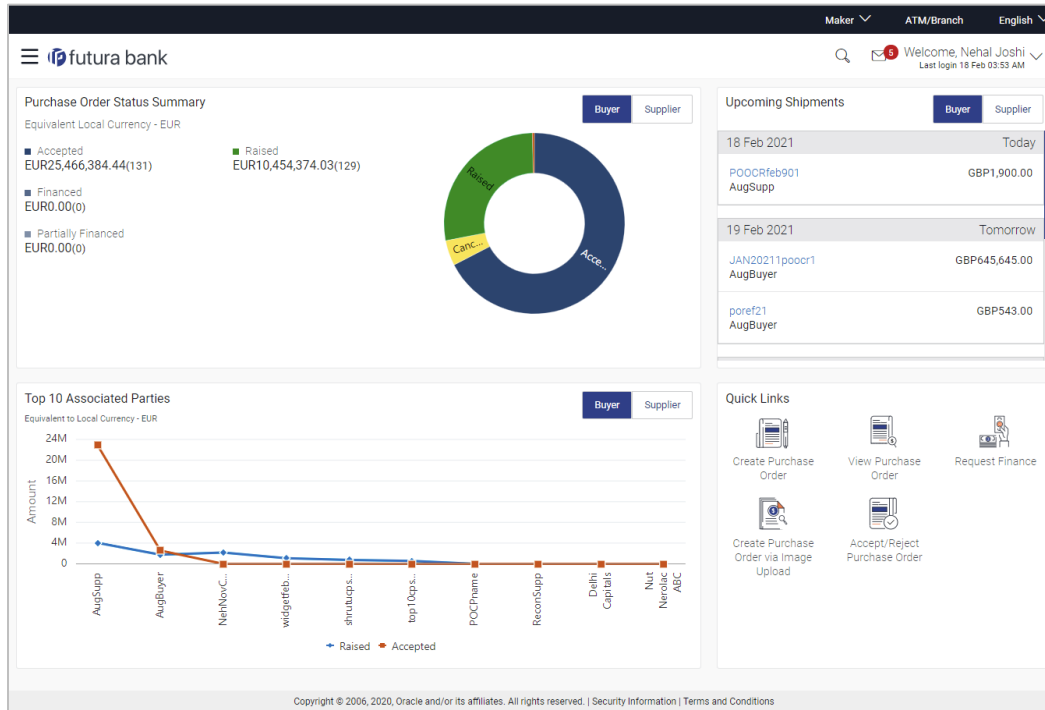 Maker ATM/Branch English
futura bank
5 Welcome, Nehal Joshi
Last login 18 Feb 03:53 AM
Purchase Order Status Summary
Buyer Supplier
Equivalent Local Currency - EUR
Accepted
EUR25,466,384.44(131)
Raised
EUR10,454,374.03(129)
Financed
EUR0.00(0)
Partially Financed
EUR0.00(0)
Raised
Canc...
Acce...
Upcoming Shipments
Buyer Supplier
18 Feb 2021 Today
POOCRfeb901 GBP1,900.00
AugSupp
19 Feb 2021 Tomorrow
JAN20211poocr1 GBP645,645.00
AugBuyer
poref21 GBP543.00
AugBuyer
Top 10 Associated Parties
Buyer Supplier
Equivalent to Local Currency - EUR
Amount
24M
20M
16M
12M
8M
4M
0
AugSupp
AugBuyer
NehNovC...
widgetfeb...
shrutucps...
top10cps...
POCPname
ReconSupp
Delhi
Capitals
Nut
Nerolac
ABC
Raised Accepted
Quick Links
Create Purchase
Order
View Purchase
Order
Request Finance
Create Purchase
Order via Image
Upload
Accept/Reject
Purchase Order
Copyright © 2006, 2020, Oracle and/or its affiliates. All rights reserved. | Security Information | Terms and Conditions